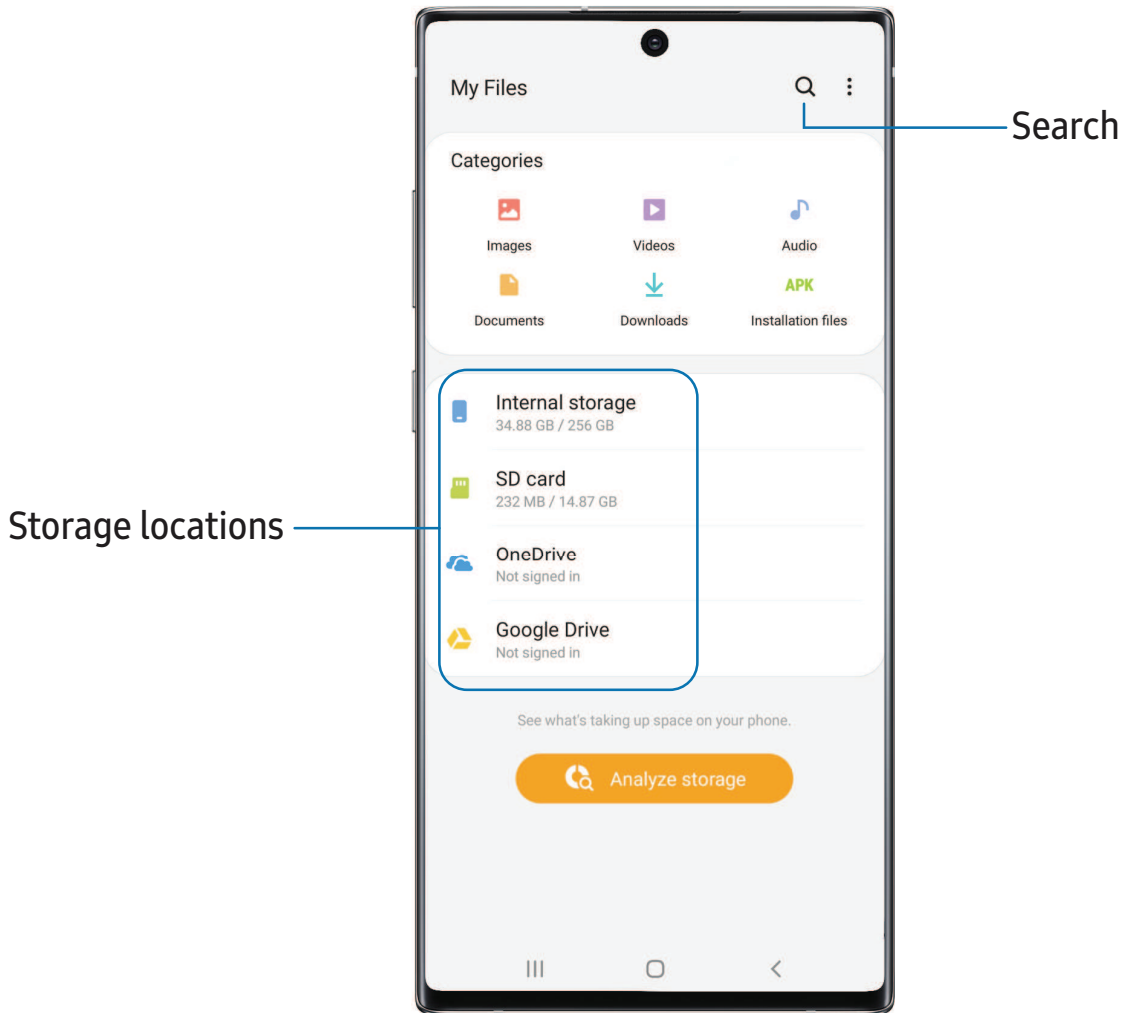 My Files
Search
Categories
Images Videos Audio
APK
Documents Downloads Installation files
Internal storage
34.88 GB / 256 GB
SD card
232 MB / 14.87 GB
Storage locations
OneDrive
Not signed in
Google Drive
Not signed in
See what's taking up space on your phone.
Analyze storage